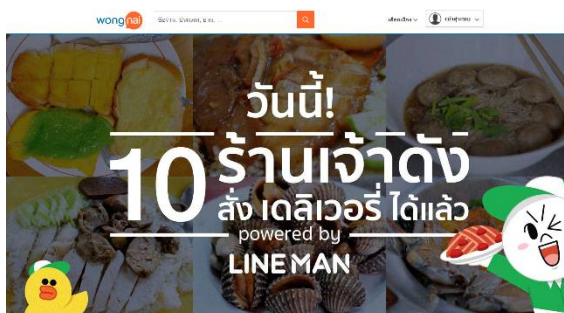 wongnai
วันนี้!
10 ร้านเจ้าดัง
สั่ง เดลิเวอรี่ ได้แล้ว
powered by
LINE MAN